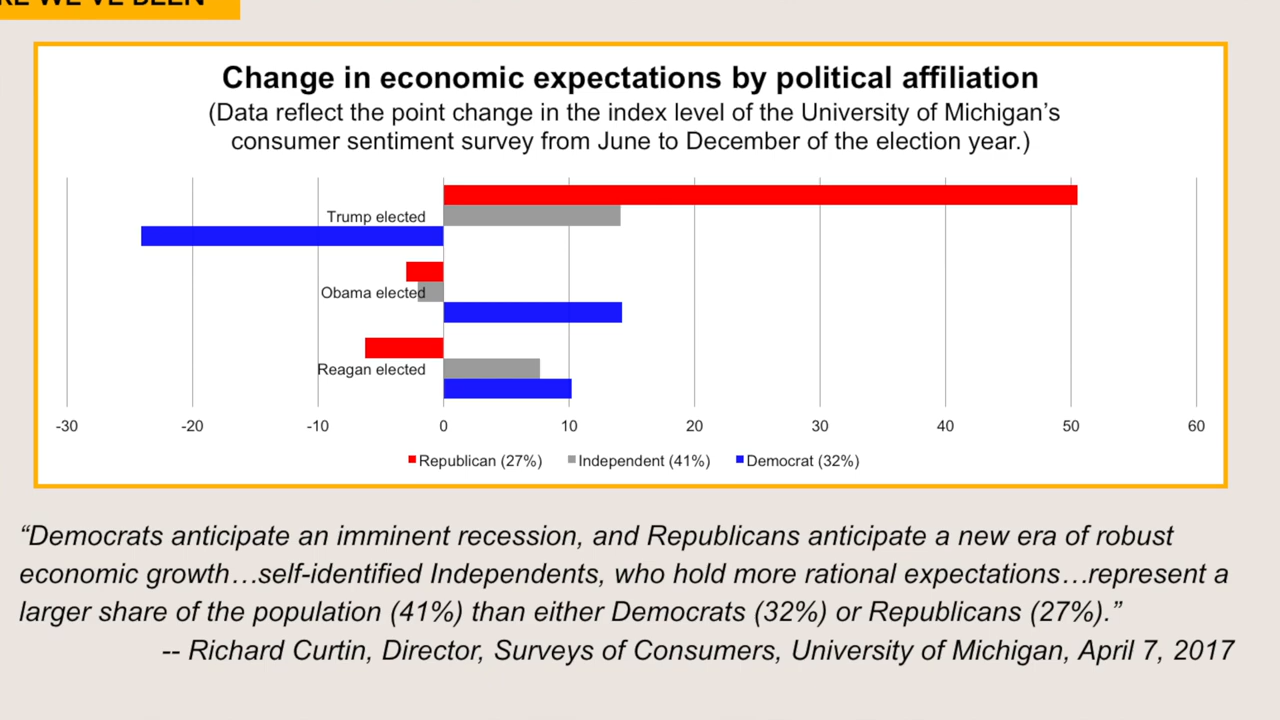 RE WE'VE BEEN
Change in economic expectations by political affiliation
(Data reflect the point change in the index level of the University of Michigan’s
consumer sentiment survey from June to December of the election year.)
Trump elected
Obama elected
Reagan elected
-30 -20 -10 0 10 20 30 40 50 60
Republican (27%) Independent (41%) Democrat (32%)
“Democrats anticipate an imminent recession, and Republicans anticipate a new era of robust
economic growth…self-identified Independents, who hold more rational expectations…represent a
larger share of the population (41%) than either Democrats (32%) or Republicans (27%).”
-- Richard Curtin, Director, Surveys of Consumers, University of Michigan, April 7, 2017